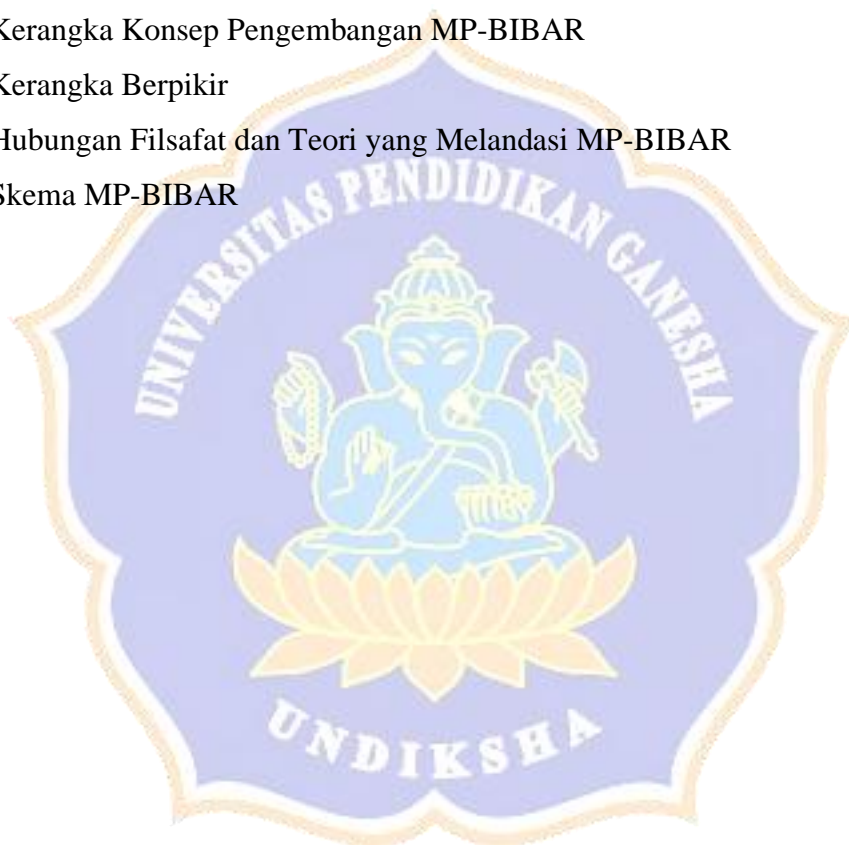 Kerangka Konsep Pengembangan MP-BIBAR
Kerangka Berpikir
Hubungan Filsafat dan Teori yang Melandasi MP-BIBAR
Skema MP-BIBAR
UNIVERSITAS PENDIDIKAN GANESHA
UNDIKSHA